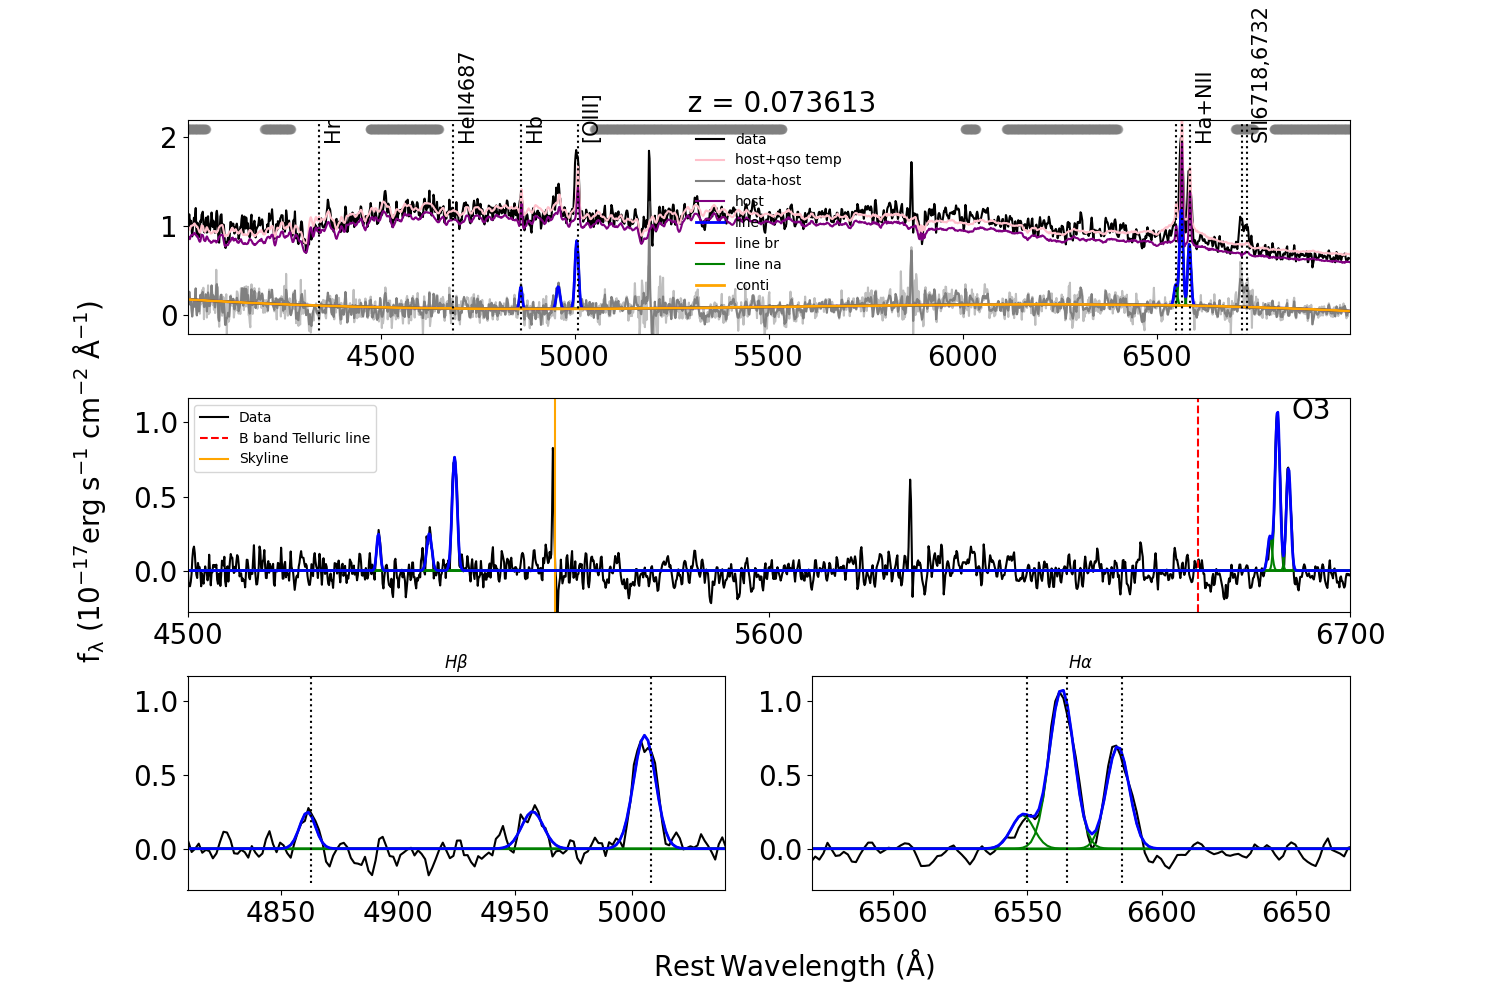 z = 0.073613
Hr
HeII4687
Hb
[OIII]
Ha+NII
SII6718,6732
data
host+qso temp
data-host
host
line
line br
line na
conti
2
1
0
4500
5000
5500
6000
6500
fλ (10⁻¹⁷erg s⁻¹ cm⁻² Å⁻¹)
Data
B band Telluric line
Skyline
O3
1.0
0.5
0.0
4500
5600
6700
Hβ
1.0
0.5
0.0
4850
4900
4950
5000
Hα
1.0
0.5
0.0
6500
6550
6600
6650
Rest Wavelength (Å)